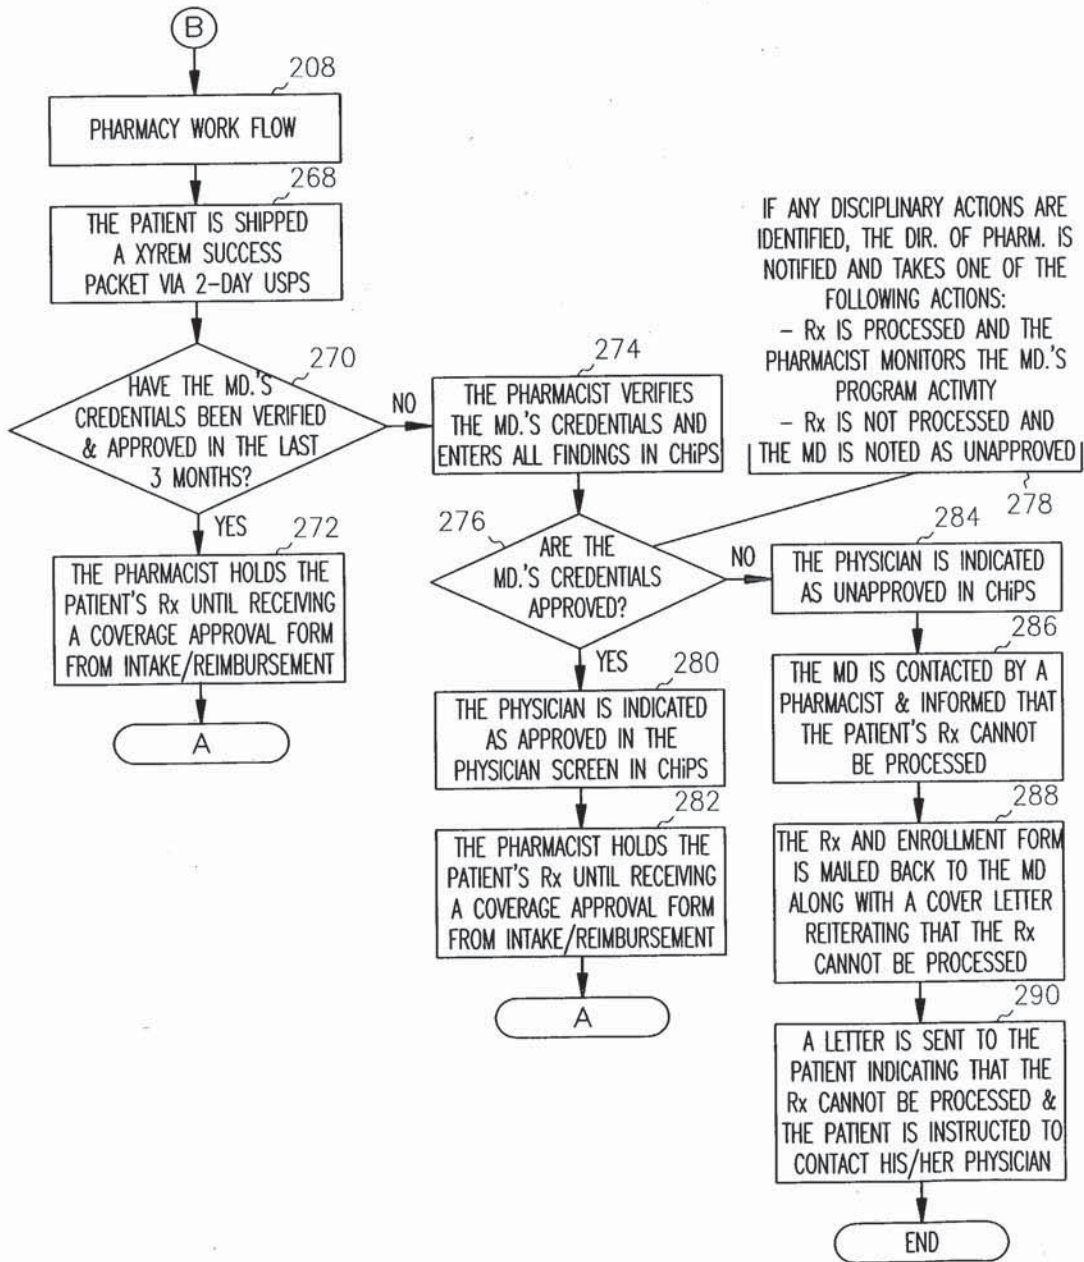 B
208
PHARMACY WORK FLOW
268
THE PATIENT IS SHIPPED
A XYREM SUCCESS
PACKET VIA 2-DAY USPS
270
HAVE THE MD.'S
CREDENTIALS BEEN VERIFIED
& APPROVED IN THE LAST
3 MONTHS?
NO
YES
272
THE PHARMACIST HOLDS THE
PATIENT'S Rx UNTIL RECEIVING
A COVERAGE APPROVAL FORM
FROM INTAKE/REIMBURSEMENT
A
274
THE PHARMACIST VERIFIES
THE MD.'S CREDENTIALS AND
ENTERS ALL FINDINGS IN CHiPS
IF ANY DISCIPLINARY ACTIONS ARE
IDENTIFIED, THE DIR. OF PHARM. IS
NOTIFIED AND TAKES ONE OF THE
FOLLOWING ACTIONS:
– Rx IS PROCESSED AND THE
PHARMACIST MONITORS THE MD.'S
PROGRAM ACTIVITY
– Rx IS NOT PROCESSED AND
THE MD IS NOTED AS UNAPPROVED
278
276
ARE THE
MD.'S CREDENTIALS
APPROVED?
NO
YES
280
THE PHYSICIAN IS INDICATED
AS APPROVED IN THE
PHYSICIAN SCREEN IN CHiPS
282
THE PHARMACIST HOLDS THE
PATIENT'S Rx UNTIL RECEIVING
A COVERAGE APPROVAL FORM
FROM INTAKE/REIMBURSEMENT
A
284
THE PHYSICIAN IS INDICATED
AS UNAPPROVED IN CHiPS
286
THE MD IS CONTACTED BY A
PHARMACIST & INFORMED THAT
THE PATIENT'S Rx CANNOT
BE PROCESSED
288
THE Rx AND ENROLLMENT FORM
IS MAILED BACK TO THE MD
ALONG WITH A COVER LETTER
REITERATING THAT THE Rx
CANNOT BE PROCESSED
290
A LETTER IS SENT TO THE
PATIENT INDICATING THAT THE
Rx CANNOT BE PROCESSED &
THE PATIENT IS INSTRUCTED TO
CONTACT HIS/HER PHYSICIAN
END